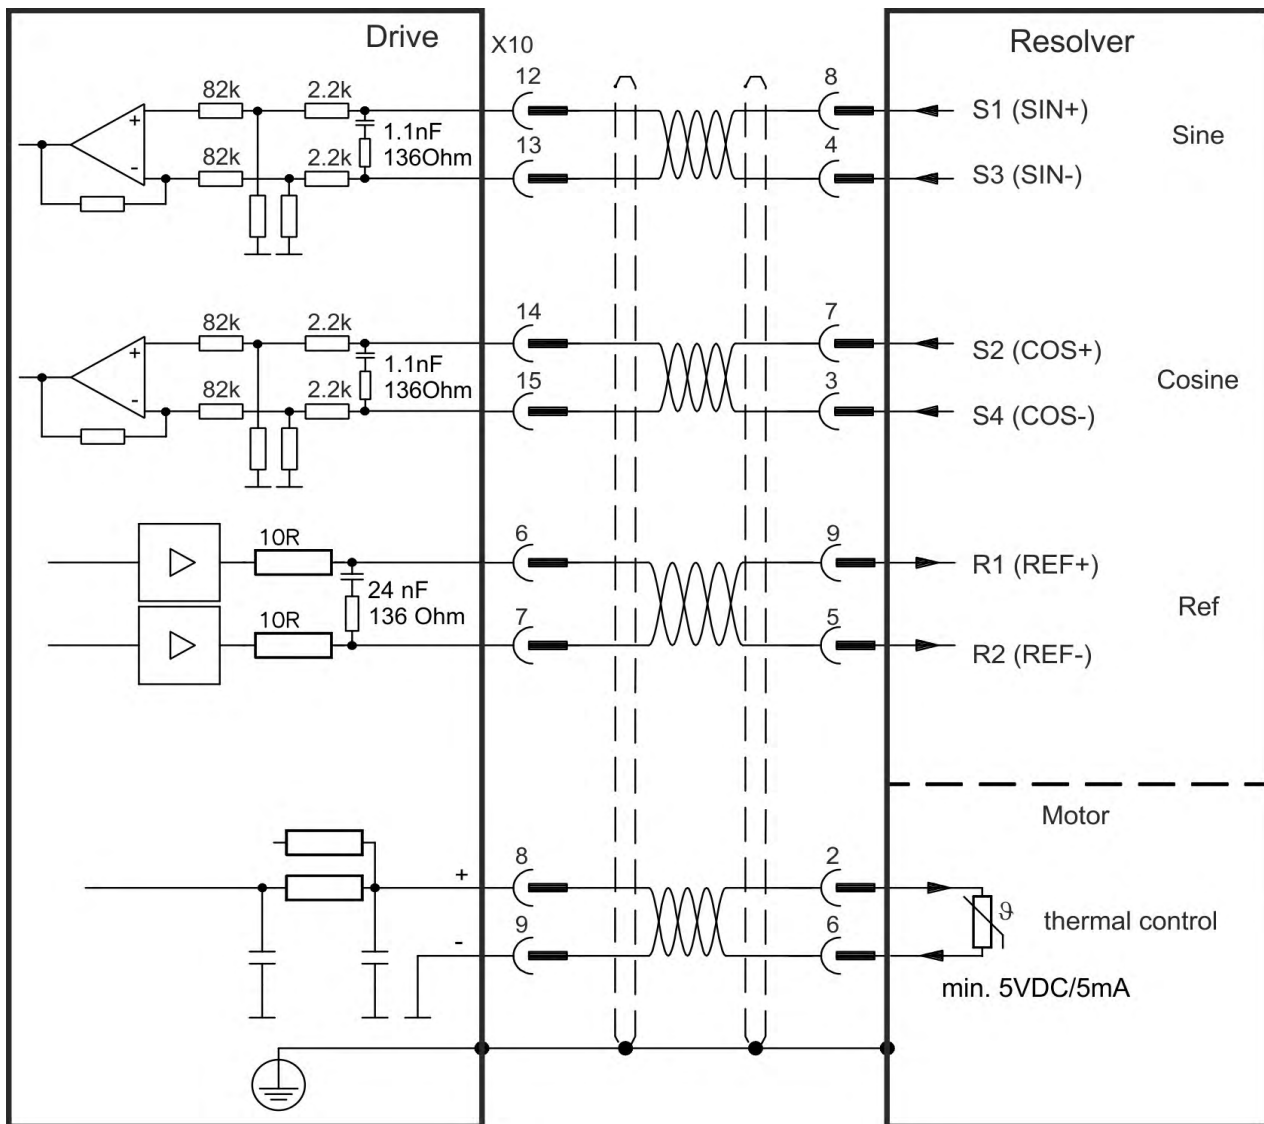 Drive
X10
Resolver
82k
2.2k
12
8
S1 (SIN+)
+
1.1nF
136Ohm
Sine
13
4
-
82k
2.2k
S3 (SIN-)
14
7
82k
2.2k
S2 (COS+)
+
1.1nF
136Ohm
Cosine
15
3
-
82k
2.2k
S4 (COS-)
6
9
10R
R1 (REF+)
24 nF
136 Ohm
Ref
7
5
10R
R2 (REF-)
Motor
8
2
+
ϑ
thermal control
9
6
-
min. 5VDC/5mA